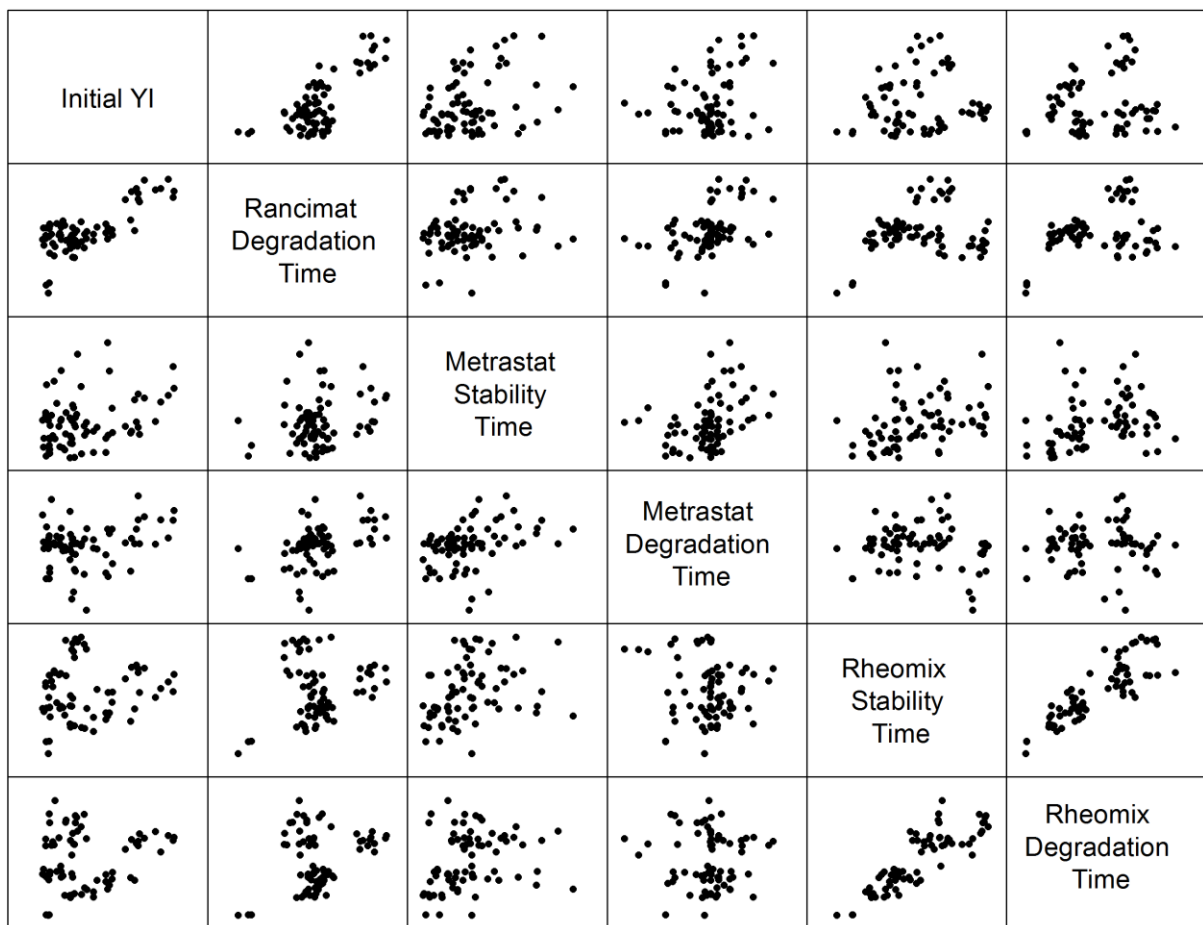 Initial YI
Rancimat
Degradation
Time
Metrastat
Stability
Time
Metrastat
Degradation
Time
Rheomix
Stability
Time
Rheomix
Degradation
Time